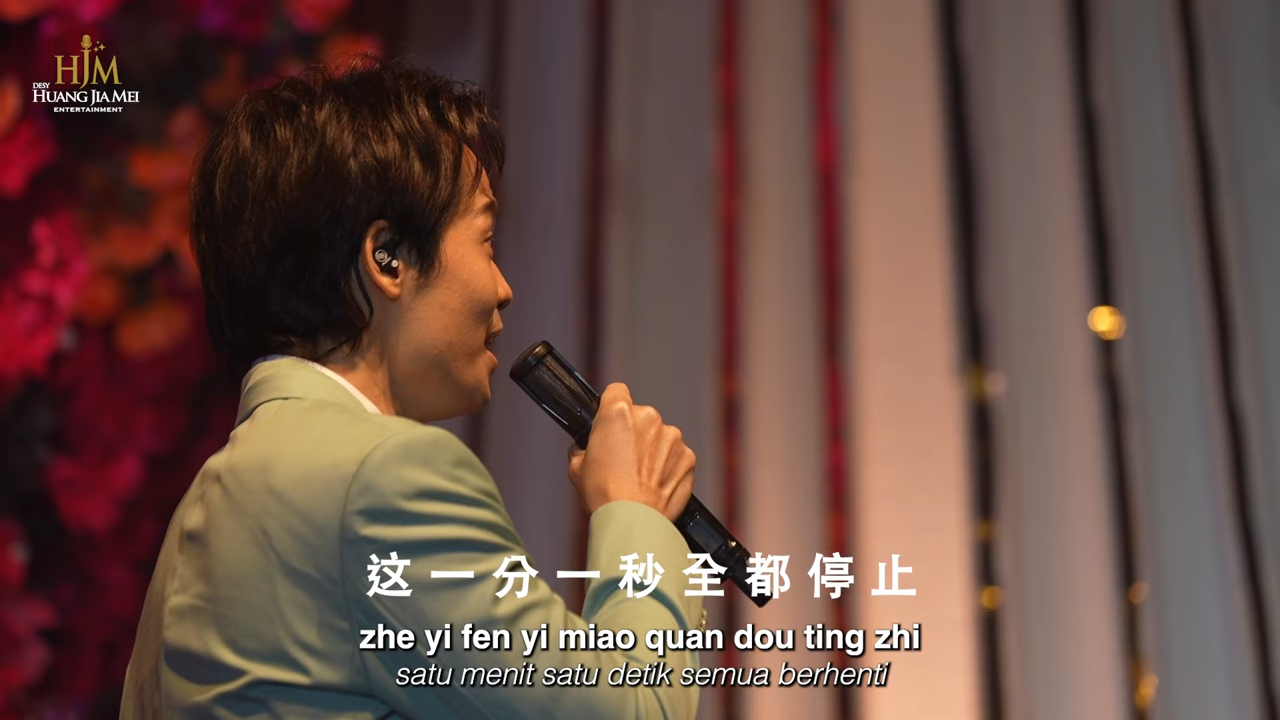 HJM
DESY
HUANG JIA MEI
ENTERTAINMENT
这一分一秒全都停止
zhe yi fen yi miao quan dou ting zhi
satu menit satu detik semua berhenti